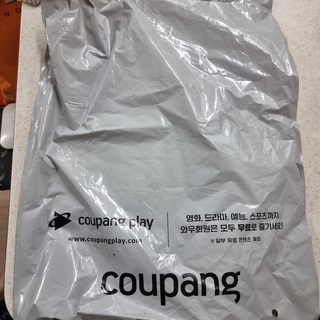 coupang play
www.coupangplay.com
영화, 드라마, 예능, 스포츠까지
와우회원은 모두 무료로 즐기세요!
※ 일부 유료 컨텐츠 제외
coupang